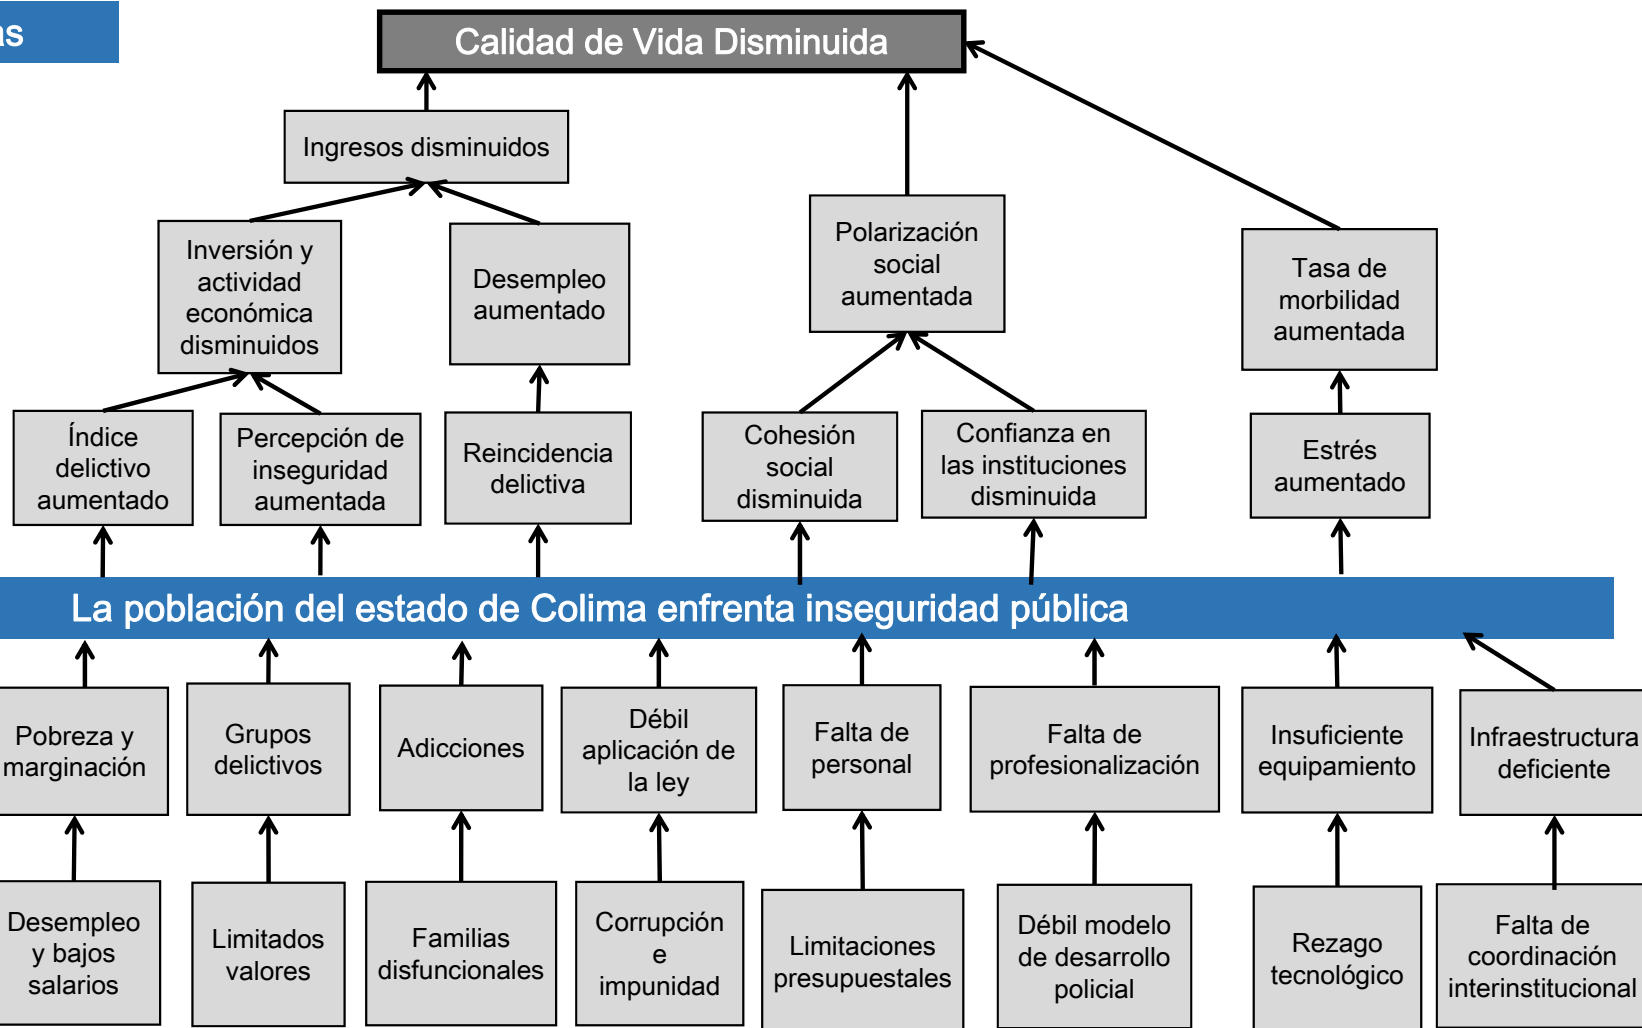 as
Calidad de Vida Disminuida
Ingresos disminuidos
Inversión y
actividad
económica
disminuidos
Desempleo
aumentado
Polarización
social
aumentada
Tasa de
morbilidad
aumentada
Índice
delictivo
aumentado
Percepción de
inseguridad
aumentada
Reincidencia
delictiva
Cohesión
social
disminuida
Confianza en
las instituciones
disminuida
Estrés
aumentado
La población del estado de Colima enfrenta inseguridad pública
Pobreza y
marginación
Grupos
delictivos
Adicciones
Débil
aplicación de
la ley
Falta de
personal
Falta de
profesionalización
Insuficiente
equipamiento
Infraestructura
deficiente
Desempleo
y bajos
salarios
Limitados
valores
Familias
disfuncionales
Corrupción
e
impunidad
Limitaciones
presupuestales
Débil modelo
de desarrollo
policial
Rezago
tecnológico
Falta de
coordinación
interinstitucional